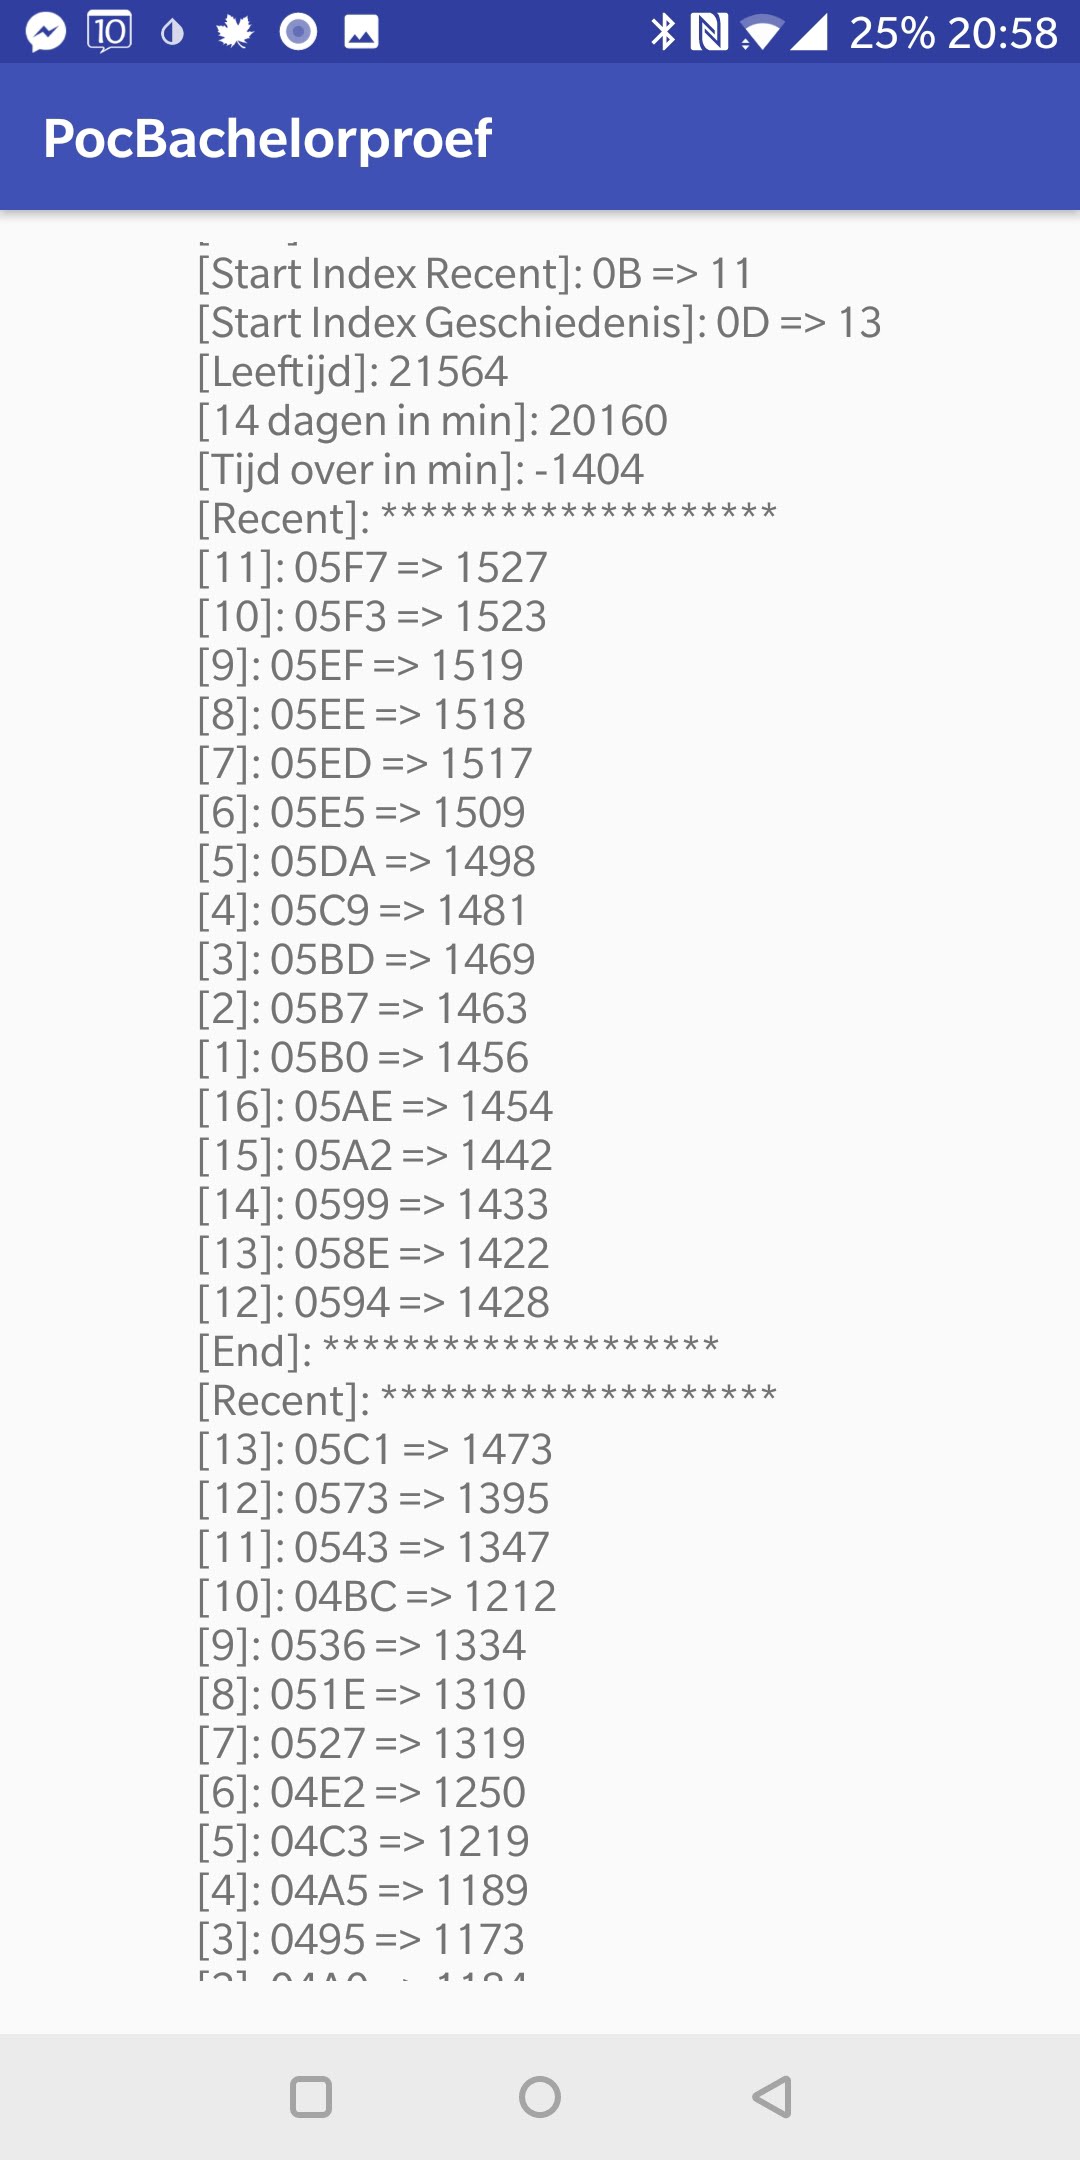 10
25% 20:58
PocBachelorproef
[Start Index Recent]: 0B => 11
[Start Index Geschiedenis]: 0D => 13
[Leeftijd]: 21564
[14 dagen in min]: 20160
[Tijd over in min]: -1404
[Recent]: ********************
[11]: 05F7 => 1527
[10]: 05F3 => 1523
[9]: 05EF => 1519
[8]: 05EE => 1518
[7]: 05ED => 1517
[6]: 05E5 => 1509
[5]: 05DA => 1498
[4]: 05C9 => 1481
[3]: 05BD => 1469
[2]: 05B7 => 1463
[1]: 05B0 => 1456
[16]: 05AE => 1454
[15]: 05A2 => 1442
[14]: 0599 => 1433
[13]: 058E => 1422
[12]: 0594 => 1428
[End]: ********************
[Recent]: ********************
[13]: 05C1 => 1473
[12]: 0573 => 1395
[11]: 0543 => 1347
[10]: 04BC => 1212
[9]: 0536 => 1334
[8]: 051E => 1310
[7]: 0527 => 1319
[6]: 04E2 => 1250
[5]: 04C3 => 1219
[4]: 04A5 => 1189
[3]: 0495 => 1173
[2]: 04A0 => 1184